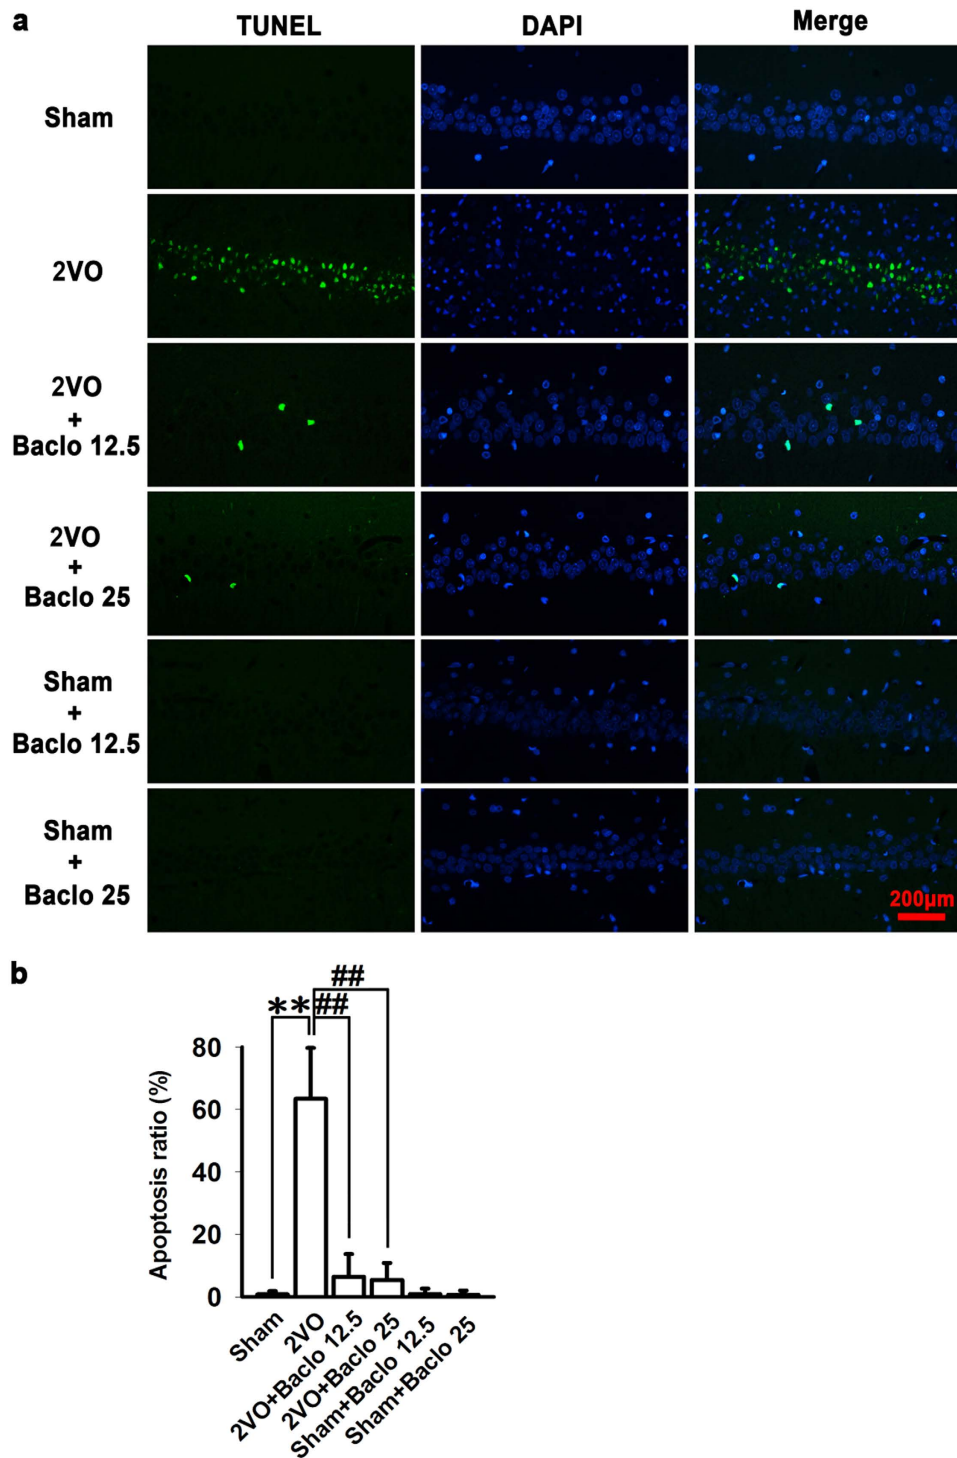 a
TUNEL DAPI Merge
Sham
2VO
2VO
+
Baclo 12.5
2VO
+
Baclo 25
Sham
+
Baclo 12.5
Sham
+
Baclo 25
200µm
b
##
**##
80
60
40
20
0
Apoptosis ratio (%)
Sham
2VO
2VO+Baclo 12.5
2VO+Baclo 25
Sham+Baclo 12.5
Sham+Baclo 25